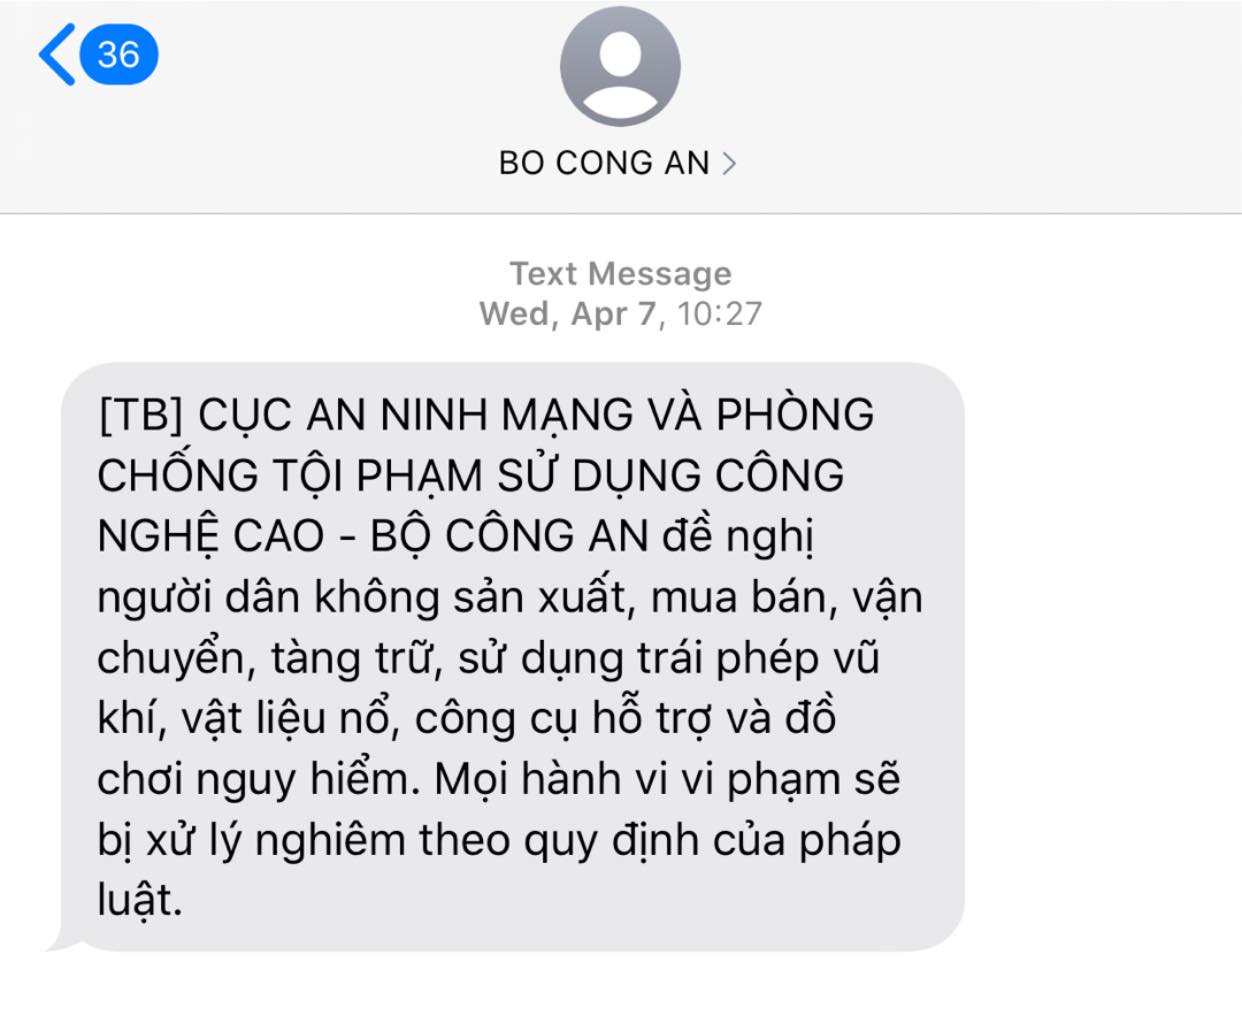 36
BO CONG AN
Text Message
Wed, Apr 7, 10:27
[TB] CỤC AN NINH MẠNG VÀ PHÒNG
CHỐNG TỘI PHẠM SỬ DỤNG CÔNG
NGHỆ CAO - BỘ CÔNG AN đề nghị
người dân không sản xuất, mua bán, vận
chuyển, tàng trữ, sử dụng trái phép vũ
khí, vật liệu nổ, công cụ hỗ trợ và đồ
chơi nguy hiểm. Mọi hành vi vi phạm sẽ
bị xử lý nghiêm theo quy định của pháp
luật.